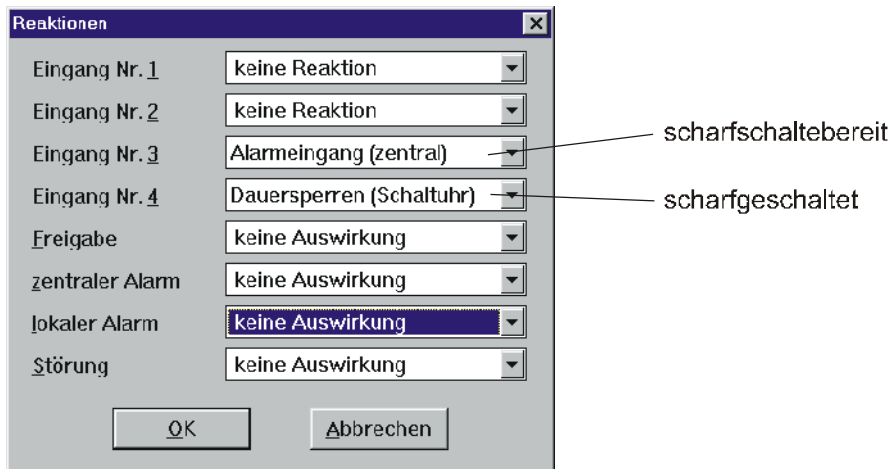 Reaktionen
Eingang Nr. 1 keine Reaktion
Eingang Nr. 2 keine Reaktion
Eingang Nr. 3 Alarmeingang (zentral) scharfschaltebereit
Eingang Nr. 4 Dauersperren (Schaltuhr) scharfgeschaltet
Freigabe keine Auswirkung
zentraler Alarm keine Auswirkung
lokaler Alarm keine Auswirkung
Störung keine Auswirkung
OK Abbrechen